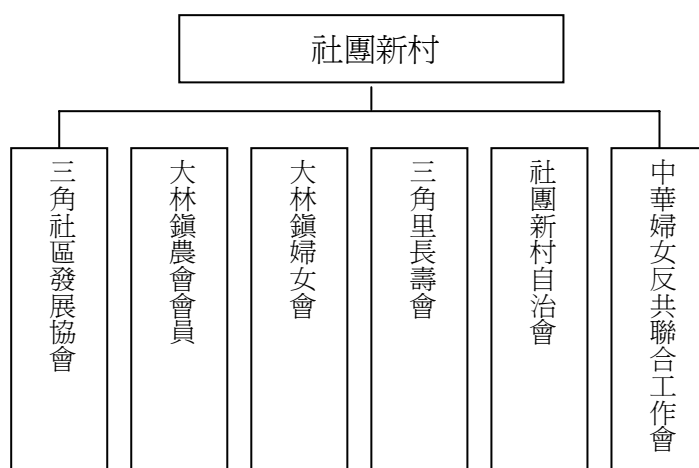 社團新村
三角社區發展協會
大林鎮農會會員
大林鎮婦女會
三角里長壽會
社團新村自治會
中華婦女反共聯合工作會